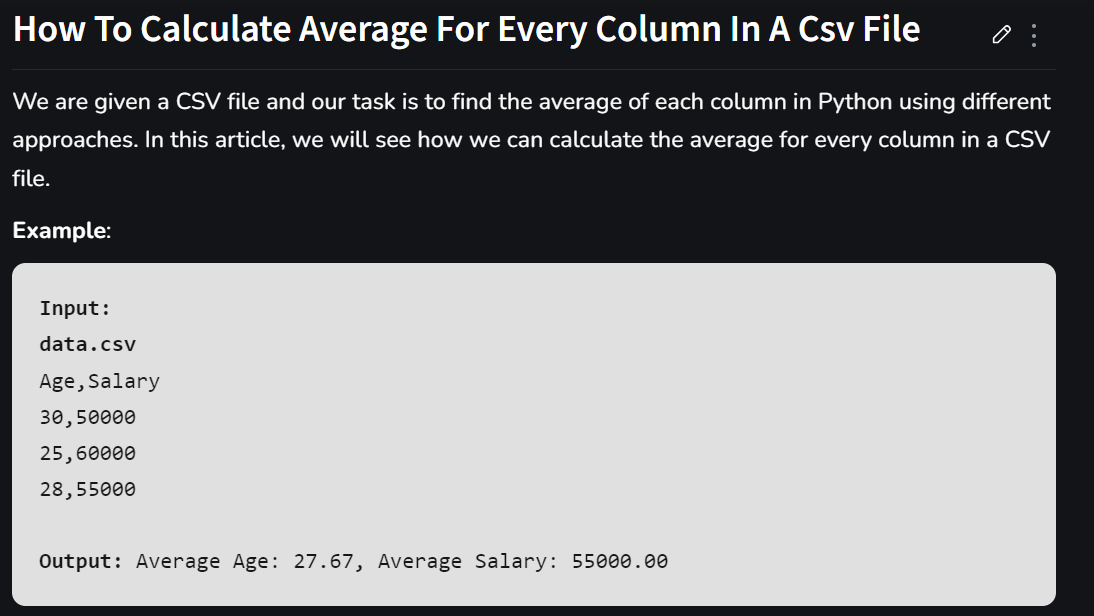 How To Calculate Average For Every Column In A Csv File
We are given a CSV file and our task is to find the average of each column in Python using different
approaches. In this article, we will see how we can calculate the average for every column in a CSV
file.
Example:
Input:
data.csv
Age,Salary
30,50000
25,60000
28,55000
Output: Average Age: 27.67, Average Salary: 55000.00